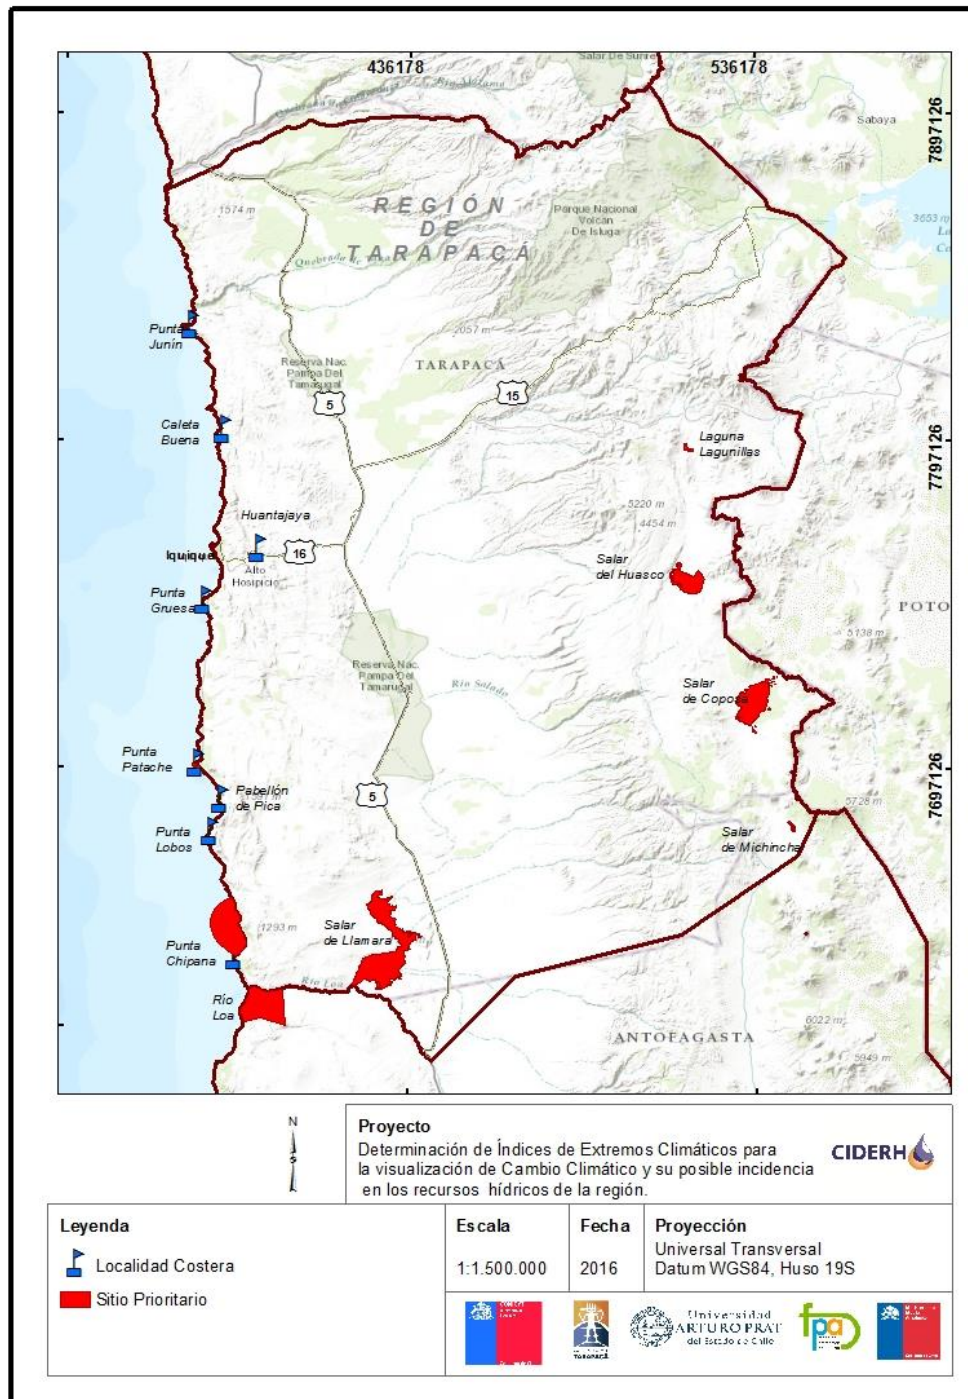 436178
536178
Salar De Surire
7897126
Sabaya
1574 m
REGIÓN
DE
TARAPACÁ
Parque Nacional
Volcán
De Isluga
3653 m
Punta
Junín
2057 m
Reserva Nac.
Pampa Del
Tamarugal
TARAPACÁ
5
15
Caleta
Buena
Laguna
Lagunillas
7797126
Huantajaya
5220 m
4454 m
Iquique
16
Alto
Hospicio
Salar
del Huasco
Punta
Gruesa
POTO
5138 m
Reserva Nac.
Pampa Del
Tamarugal
Río Salado
Salar
de Coposa
Punta
Patache
7697126
Pabellón
de Pica
5
5728 m
Punta
Lobos
Salar
de Michincha
1293 m
Salar
de Llamara
Punta
Chipana
Río Loa
Río
Loa
6022 m
ANTOFAGASTA
5949 m
N
S
Proyecto
Determinación de Índices de Extremos Climáticos para
la visualización de Cambio Climático y su posible incidencia
en los recursos hídricos de la región.
CIDERH
Leyenda
Localidad Costera
Sitio Prioritario
Escala
1:1.500.000
Fecha
2016
Proyección
Universal Transversal
Datum WGS84, Huso 19S
TARAPACÁ
Universidad
ARTURO PRAT
del Estado de Chile
fpa